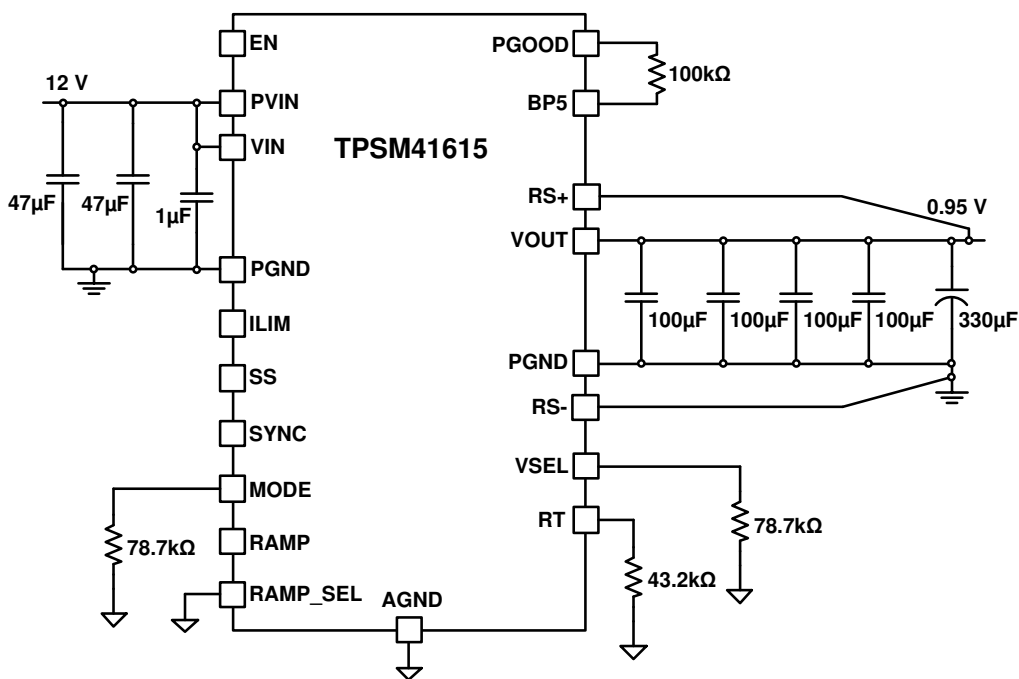 EN
PGOOD
100kΩ
12 V
PVIN
BP5
VIN
TPSM41615
47µF
47µF
1µF
RS+
0.95 V
VOUT
PGND
ILIM
100µF
100µF
100µF
100µF
330µF
PGND
SS
RS-
SYNC
VSEL
MODE
RT
78.7kΩ
78.7kΩ
RAMP
43.2kΩ
RAMP_SEL
AGND